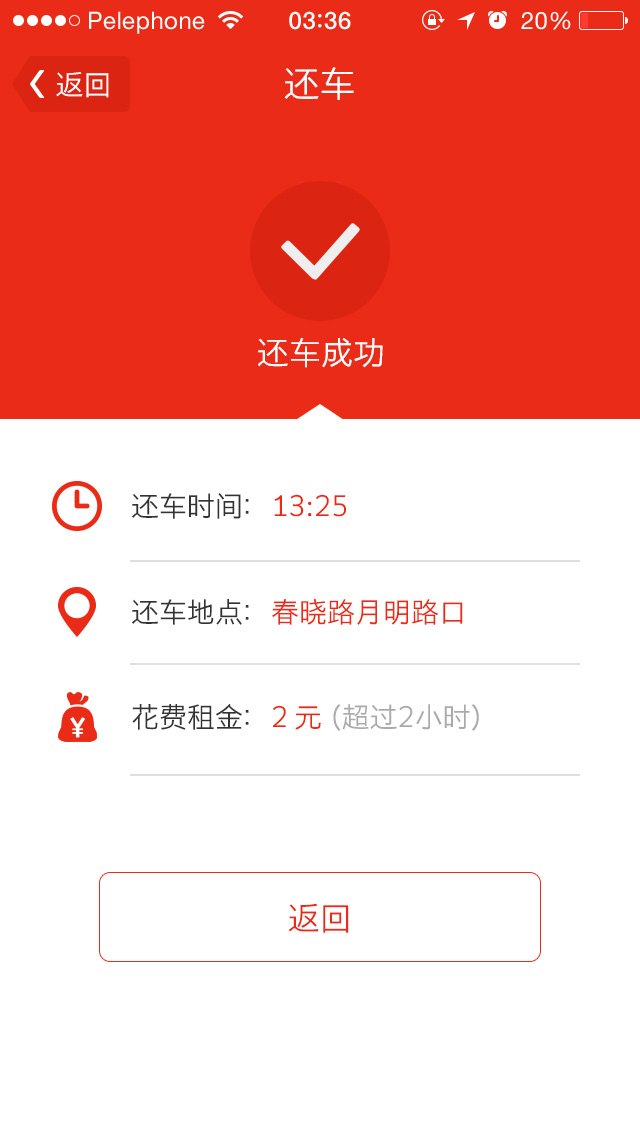 Pelephone 03:36 20%
返回 还车
还车成功
还车时间: 13:25
还车地点: 春晓路月明路口
¥ 花费租金: 2 元 (超过2小时)
返回